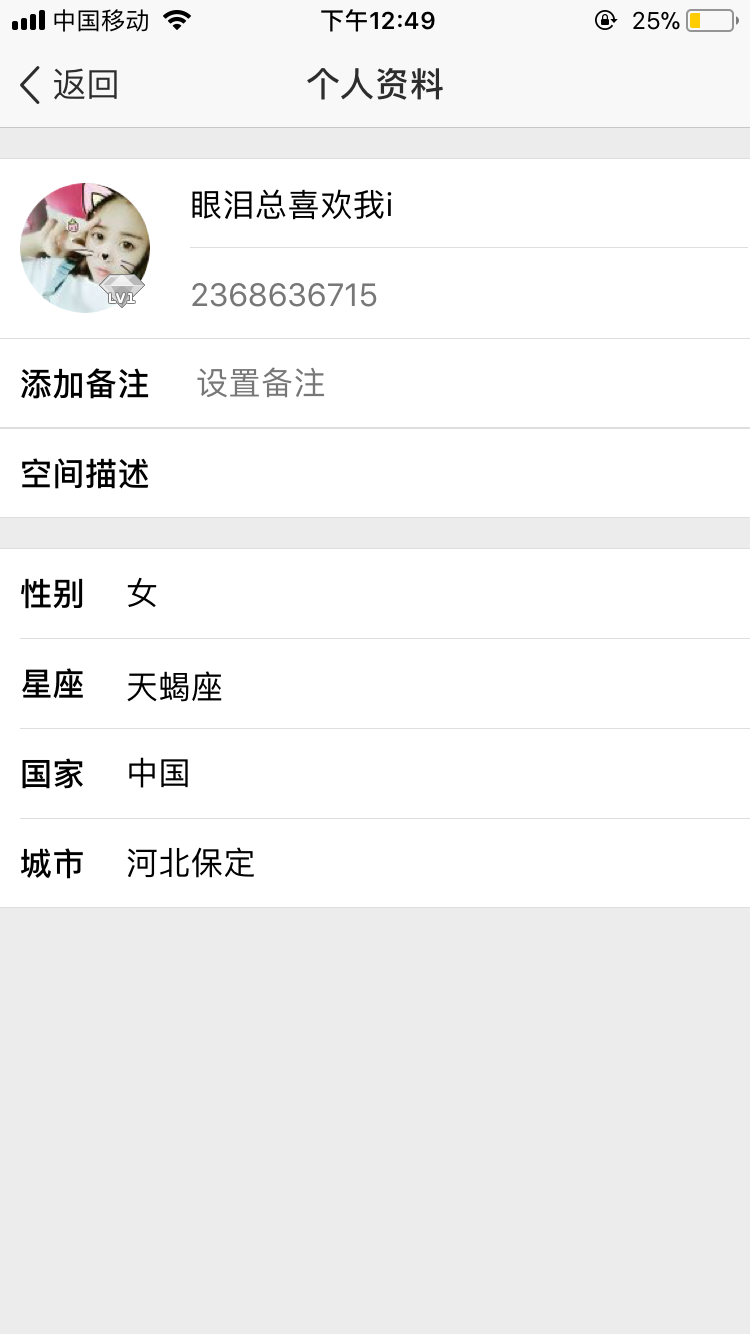 中国移动 下午12:49 25%
返回 个人资料
眼泪总喜欢我i
LV1
2368636715
添加备注 设置备注
空间描述
性别 女
星座 天蝎座
国家 中国
城市 河北保定